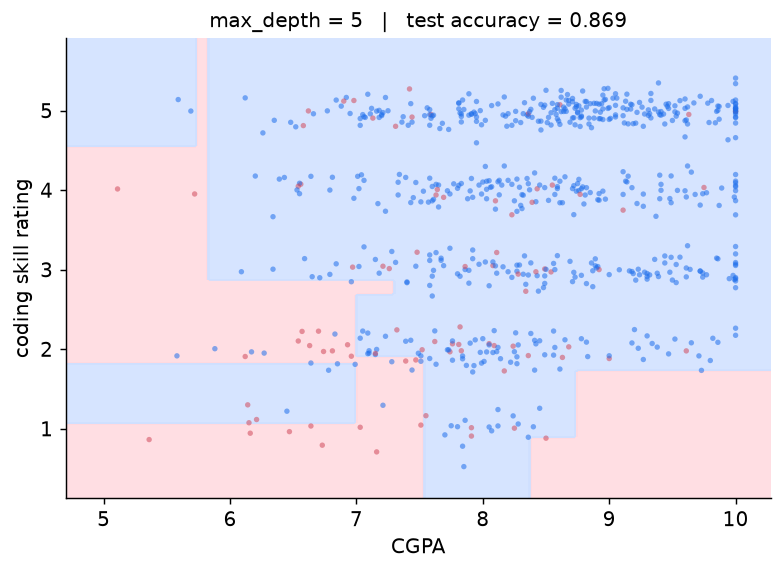 max_depth = 5 | test accuracy = 0.869
coding skill rating
5
4
3
2
1
5 6 7 8 9 10
CGPA